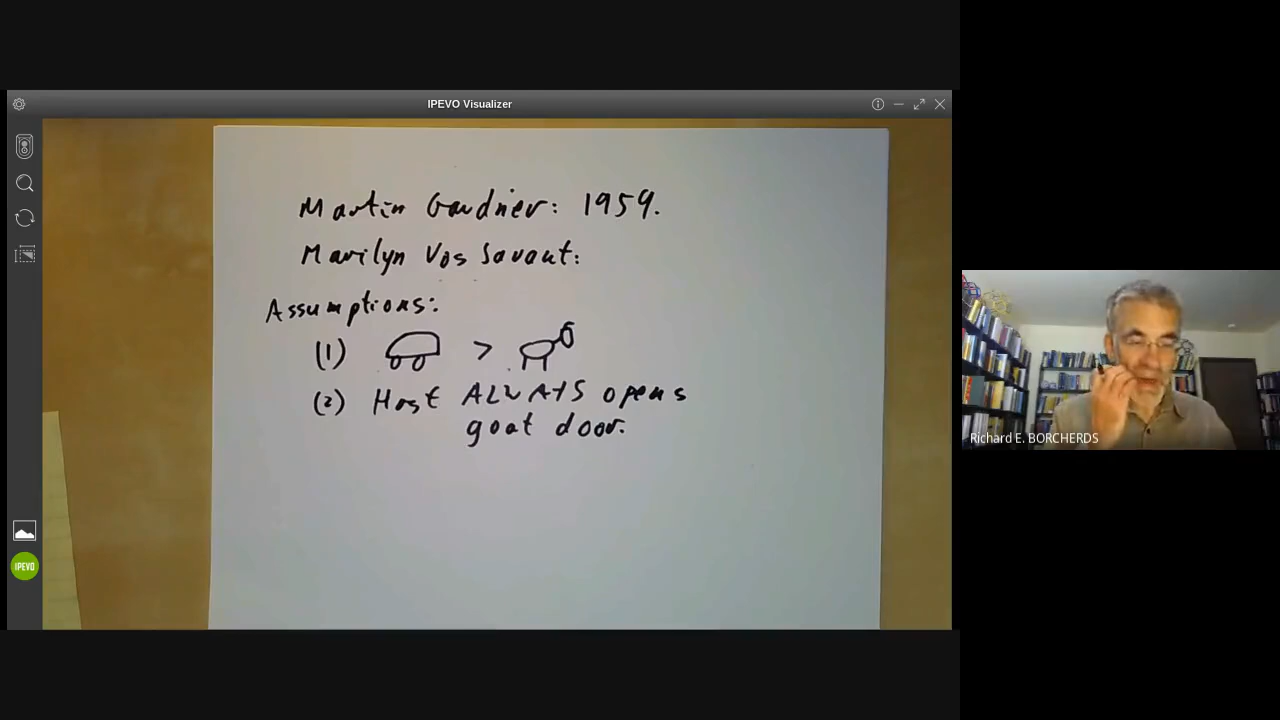 IPEVO Visualizer
Martin Gardner: 1959.
Marilyn Vos Savant:
Assumptions:
(1) >
(2) Host ALWAYS opens
goat door.
IPEVO
Richard E. BORCHERDS